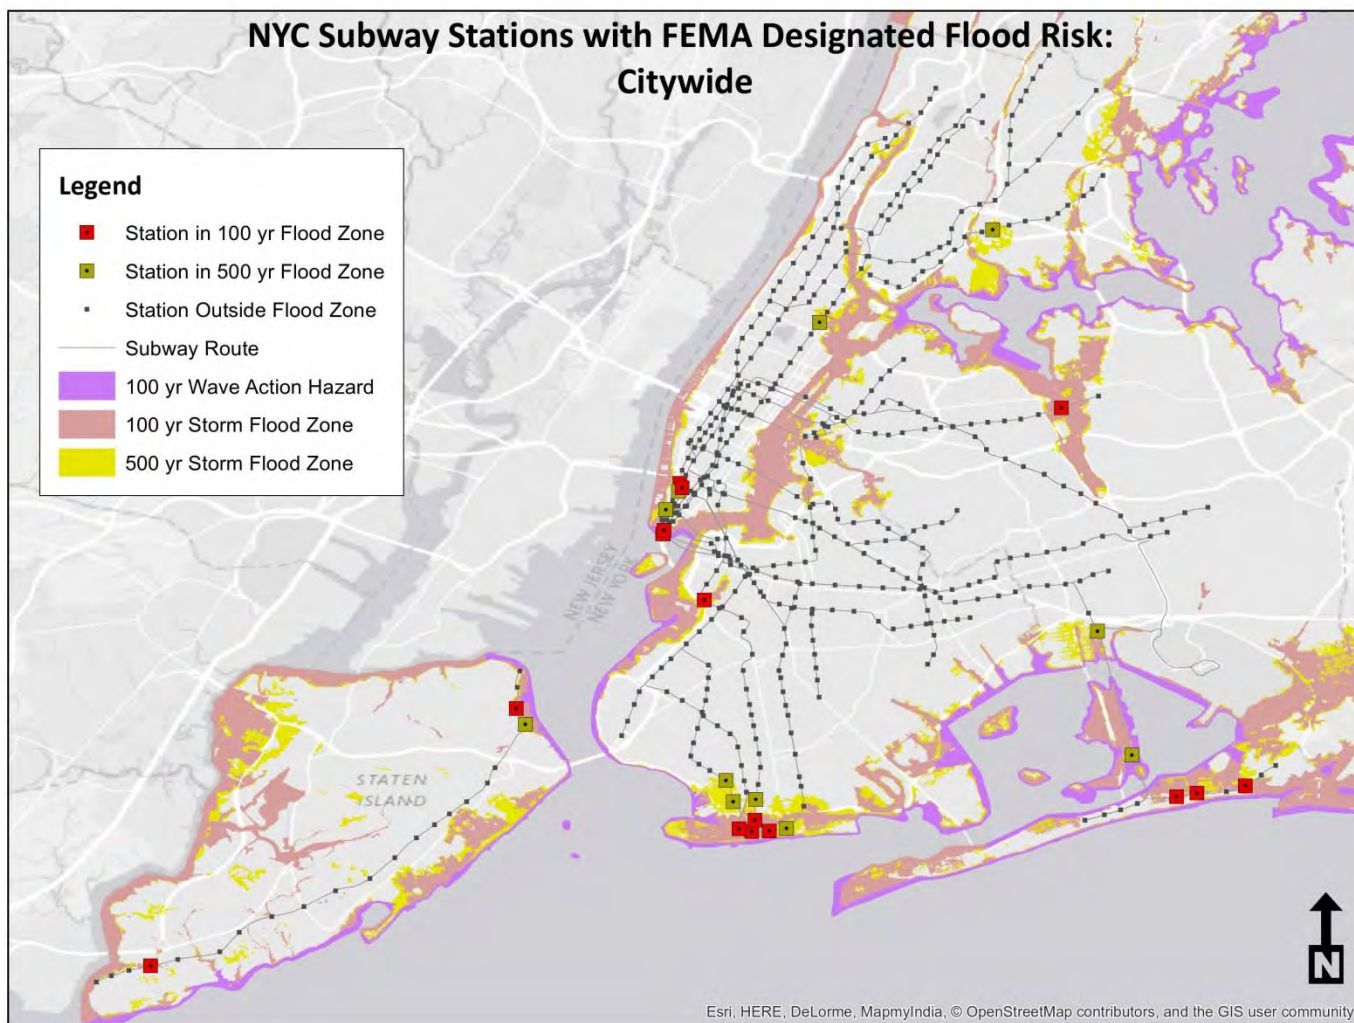 NYC Subway Stations with FEMA Designated Flood Risk:
Citywide
Legend
Station in 100 yr Flood Zone
Station in 500 yr Flood Zone
Station Outside Flood Zone
Subway Route
100 yr Wave Action Hazard
100 yr Storm Flood Zone
500 yr Storm Flood Zone
NEW JERSEY
NEW YORK
STATEN
ISLAND
N
Esri, HERE, DeLorme, MapmyIndia, © OpenStreetMap contributors, and the GIS user community